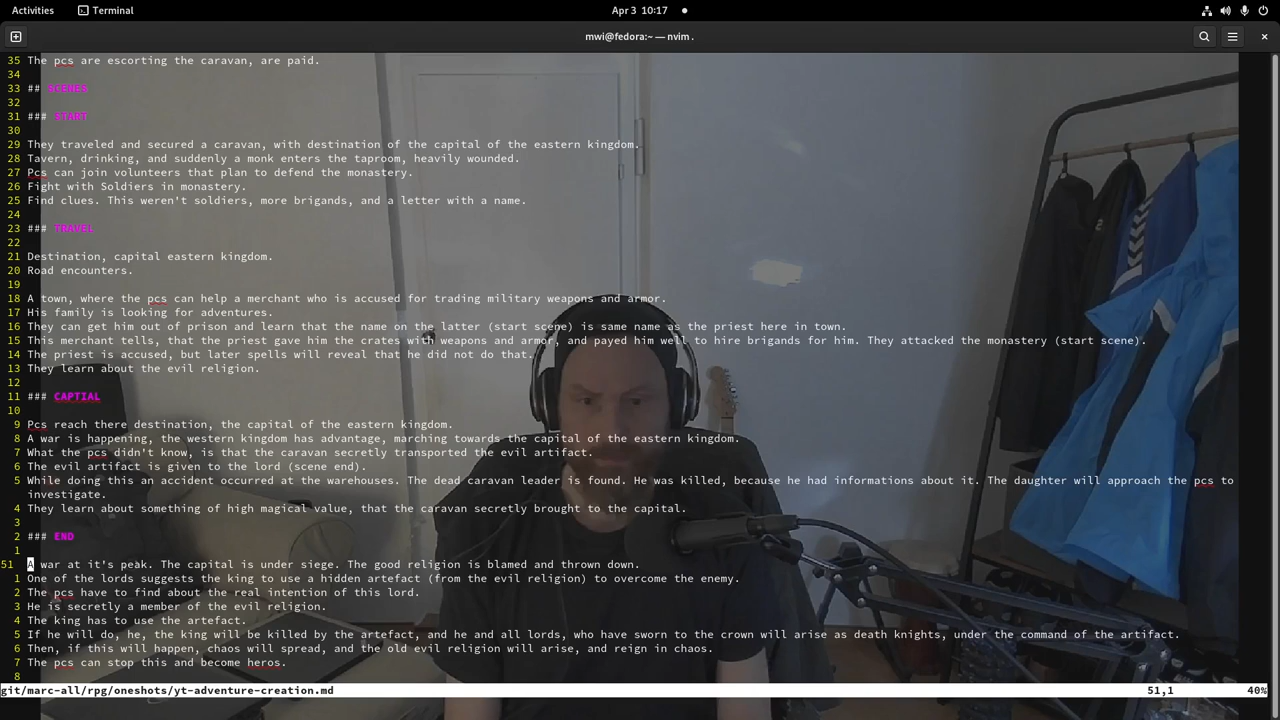 Activities Terminal Apr 3 10:17
mwi@fedora:~ — nvim .
35 The pcs are escorting the caravan, are paid.
34
33 ## SCENES
32
31 ### START
30
29 They traveled and secured a caravan, with destination of the capital of the eastern kingdom.
28 Tavern, drinking, and suddenly a monk enters the taproom, heavily wounded.
27 Pcs can join volunteers that plan to defend the monastery.
26 Fight with Soldiers in monastery.
25 Find clues. This weren't soldiers, more brigands, and a letter with a name.
24
23 ### TRAVEL
22
21 Destination, capital eastern kingdom.
20 Road encounters.
19
18 A town, where the pcs can help a merchant who is accused for trading military weapons and armor.
17 His family is looking for adventures.
16 They can get him out of prison and learn that the name on the latter (start scene) is same name as the priest here in town.
15 This merchant tells, that the priest gave him the crates with weapons and armor, and payed him well to hire brigands for him. They attacked the monastery (start scene).
14 The priest is accused, but later spells will reveal that he did not do that.
13 They learn about the evil religion.
12
11 ### CAPTIAL
10
9 Pcs reach there destination, the capital of the eastern kingdom.
8 A war is happening, the western kingdom has advantage, marching towards the capital of the eastern kingdom.
7 What the pcs didn't know, is that the caravan secretly transported the evil artifact.
6 The evil artifact is given to the lord (scene end).
5 While doing this an accident occurred at the warehouses. The dead caravan leader is found. He was killed, because he had informations about it. The daughter will approach the pcs to
investigate.
4 They learn about something of high magical value, that the caravan secretly brought to the capital.
3
2 ### END
1
51 A war at it's peak. The capital is under siege. The good religion is blamed and thrown down.
1 One of the lords suggests the king to use a hidden artefact (from the evil religion) to overcome the enemy.
2 The pcs have to find about the real intention of this lord.
3 He is secretly a member of the evil religion.
4 The king has to use the artefact.
5 If he will do, he, the king will be killed by the artefact, and he and all lords, who have sworn to the crown will arise as death knights, under the command of the artifact.
6 Then, if this will happen, chaos will spread, and the old evil religion will arise, and reign in chaos.
7 The pcs can stop this and become heros.
8
git/marc-all/rpg/oneshots/yt-adventure-creation.md 51,1 40%